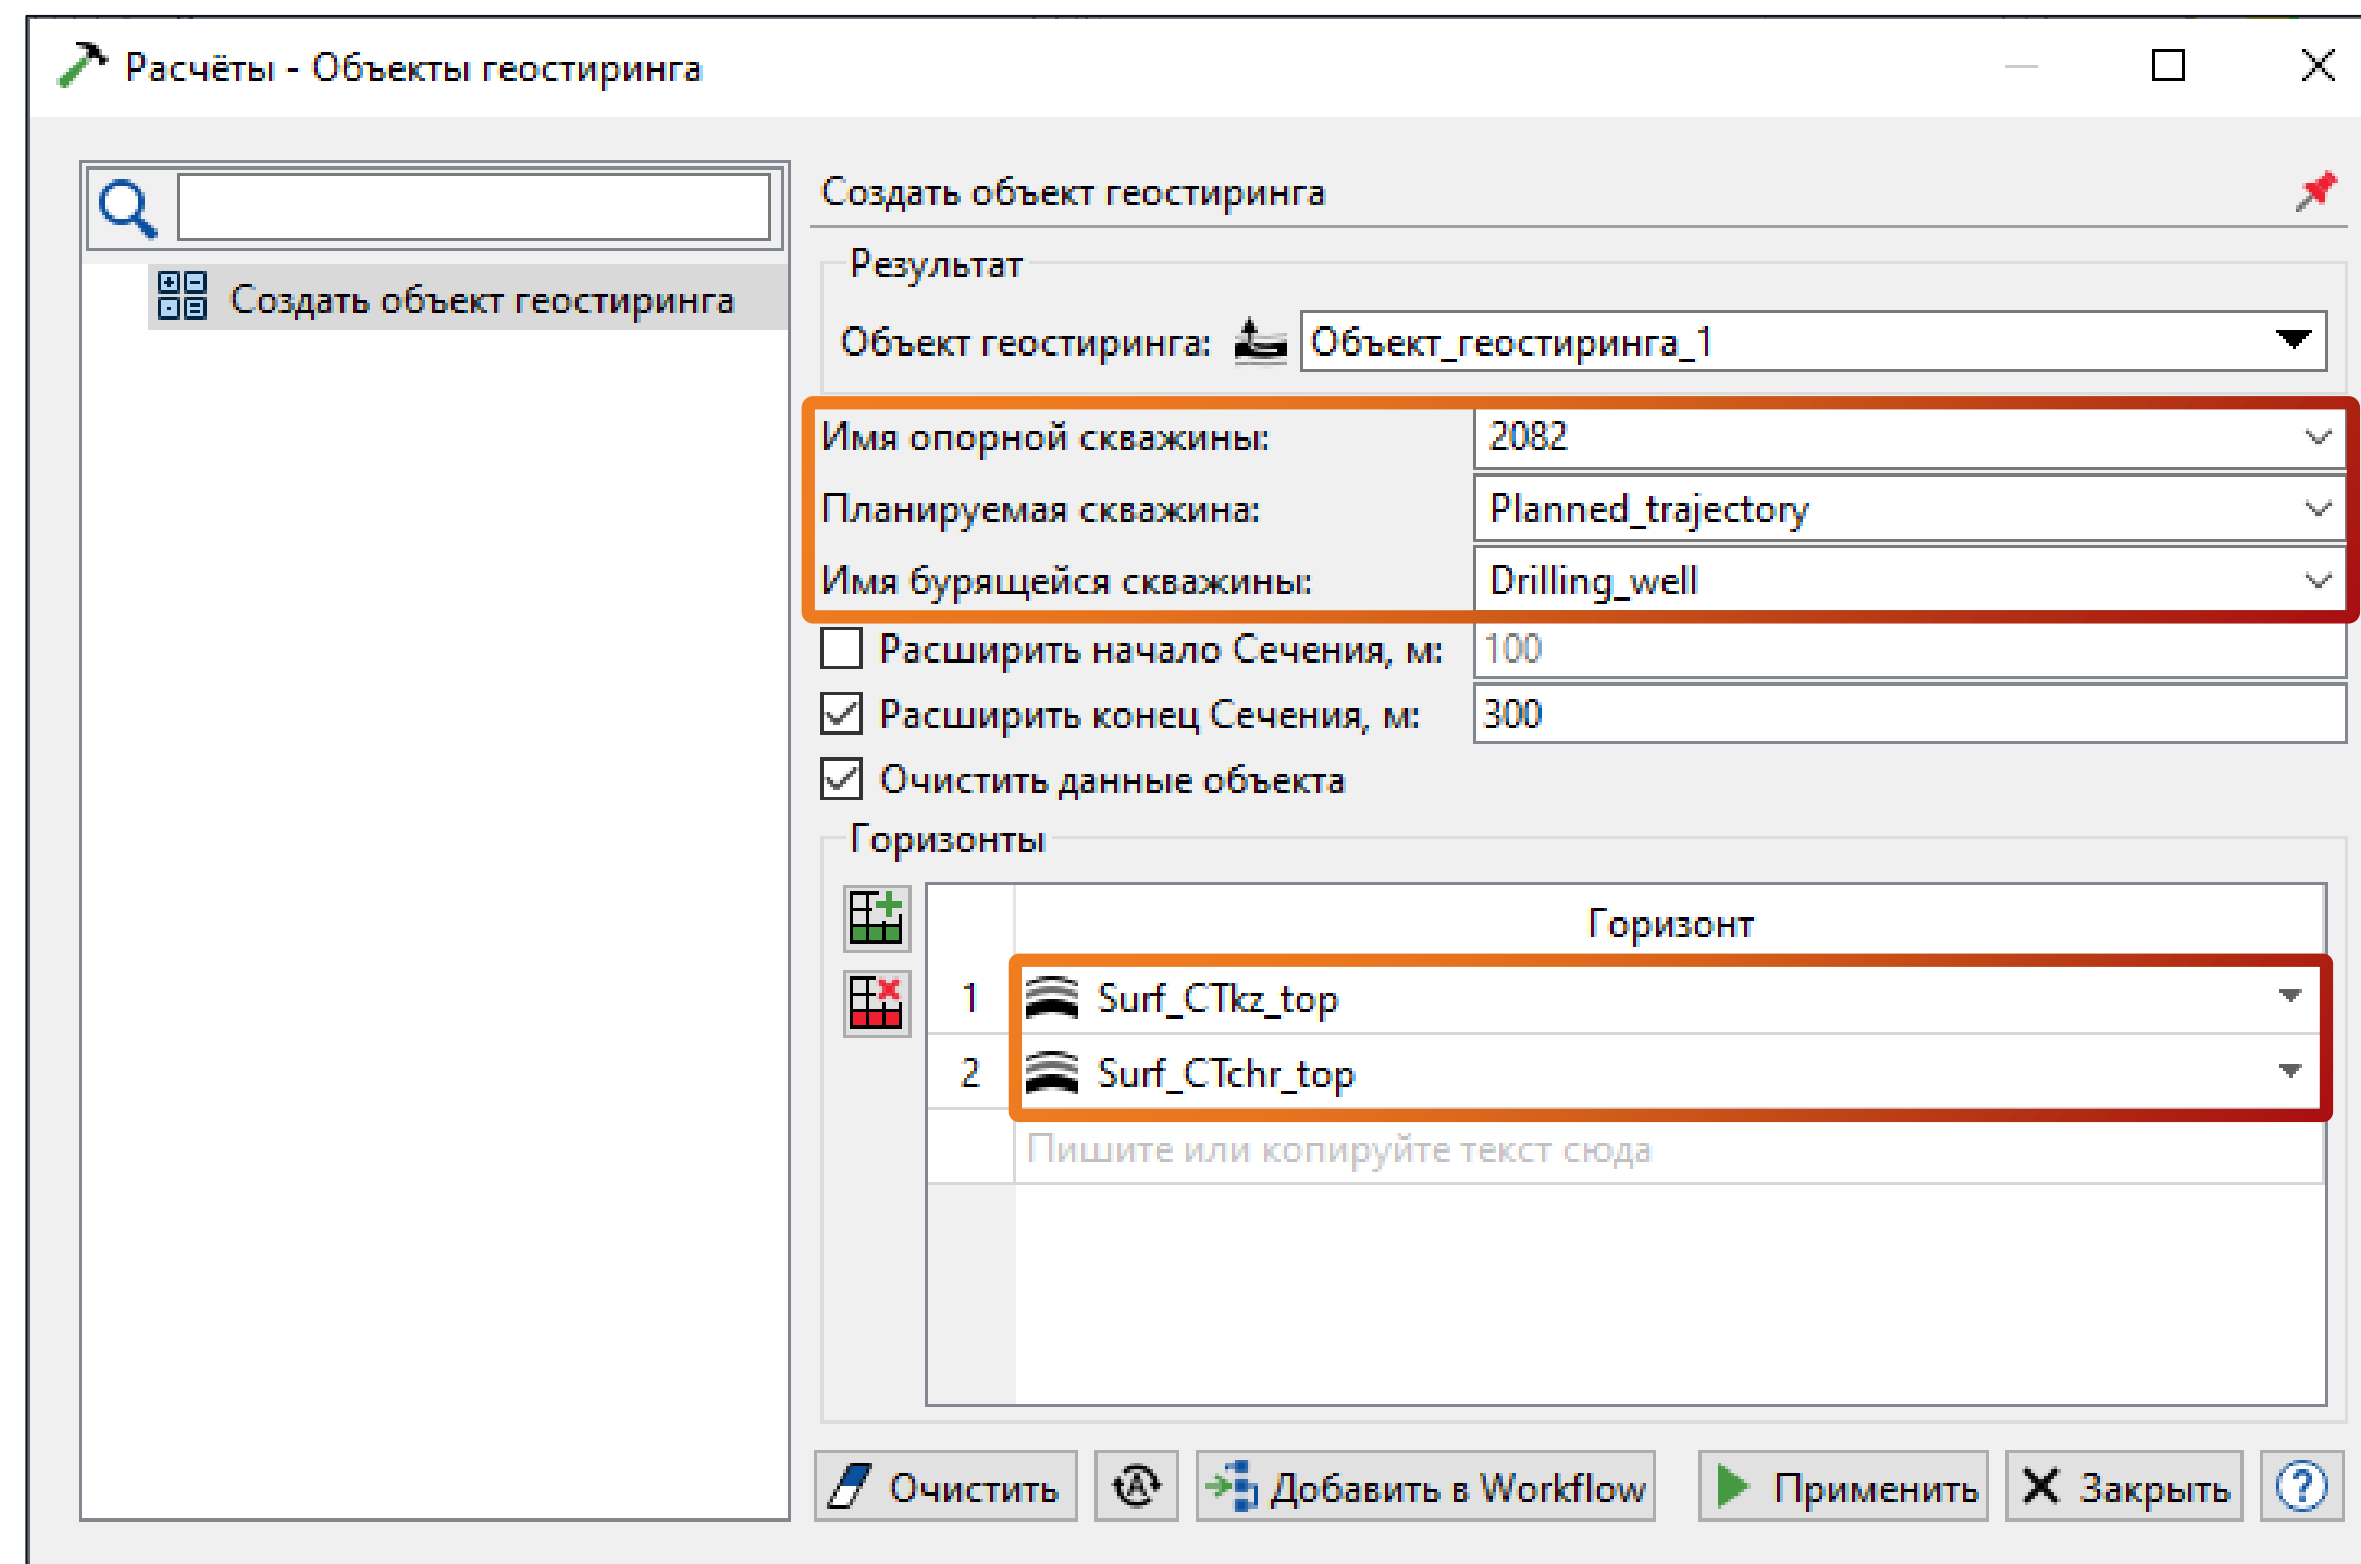 Расчёты - Объекты геостиринга
Создать объект геостиринга
Создать объект геостиринга
Результат
Объект геостиринга: Объект_геостиринга_1
Имя опорной скважины: 2082
Планируемая скважина: Planned_trajectory
Имя бурящейся скважины: Drilling_well
Расширить начало Сечения, м: 100
Расширить конец Сечения, м: 300
Очистить данные объекта
Горизонты
Горизонт
1 Surf_CTkz_top
2 Surf_CTchr_top
Пишите или копируйте текст сюда
Очистить A Добавить в Workflow Применить Закрыть ?